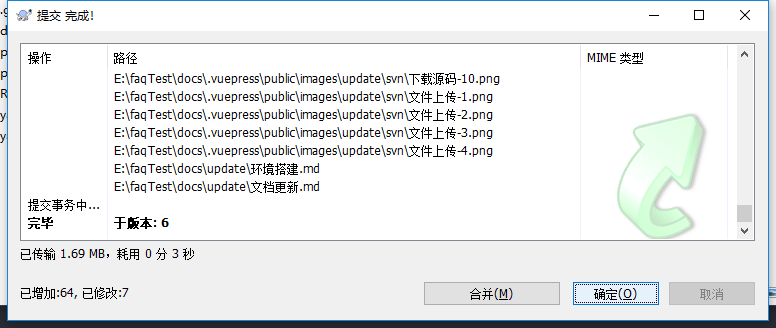 提交 完成!
操作 路径 MIME 类型
E:\faqTest\docs\.vuepress\public\images\update\svn\下载源码-10.png
E:\faqTest\docs\.vuepress\public\images\update\svn\文件上传-1.png
E:\faqTest\docs\.vuepress\public\images\update\svn\文件上传-2.png
E:\faqTest\docs\.vuepress\public\images\update\svn\文件上传-3.png
E:\faqTest\docs\.vuepress\public\images\update\svn\文件上传-4.png
E:\faqTest\docs\update\环境搭建.md
E:\faqTest\docs\update\文档更新.md
提交事务中...
完毕 于版本: 6
已传输 1.69 MB，耗用 0 分 3 秒
已增加:64, 已修改:7 合并(M) 确定(O) 取消